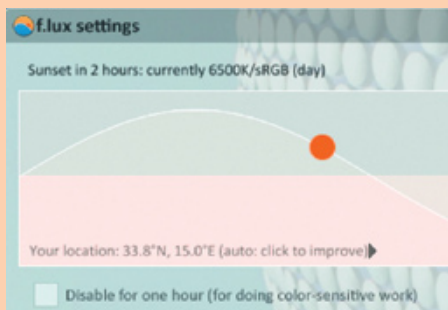 f.lux settings
Sunset in 2 hours: currently 6500K/sRGB (day)
Your location: 33.8°N, 15.0°E (auto: click to improve)
Disable for one hour (for doing color-sensitive work)